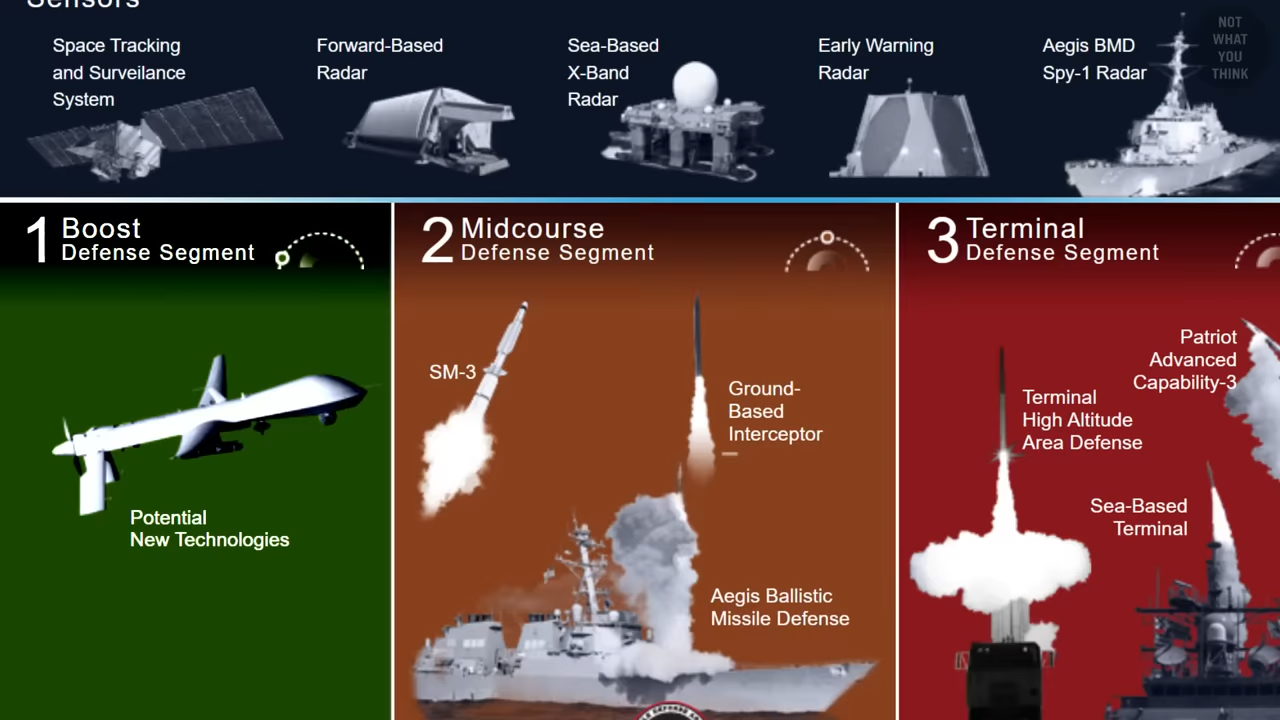 Sensors
Space Tracking
and Surveilance
System
Forward-Based
Radar
Sea-Based
X-Band
Radar
Early Warning
Radar
Aegis BMD
Spy-1 Radar
NOT
WHAT
YOU
THINK
1 Boost
Defense Segment
2 Midcourse
Defense Segment
3 Terminal
Defense Segment
Potential
New Technologies
SM-3
Ground-
Based
Interceptor
Aegis Ballistic
Missile Defense
Patriot
Advanced
Capability-3
Terminal
High Altitude
Area Defense
Sea-Based
Terminal